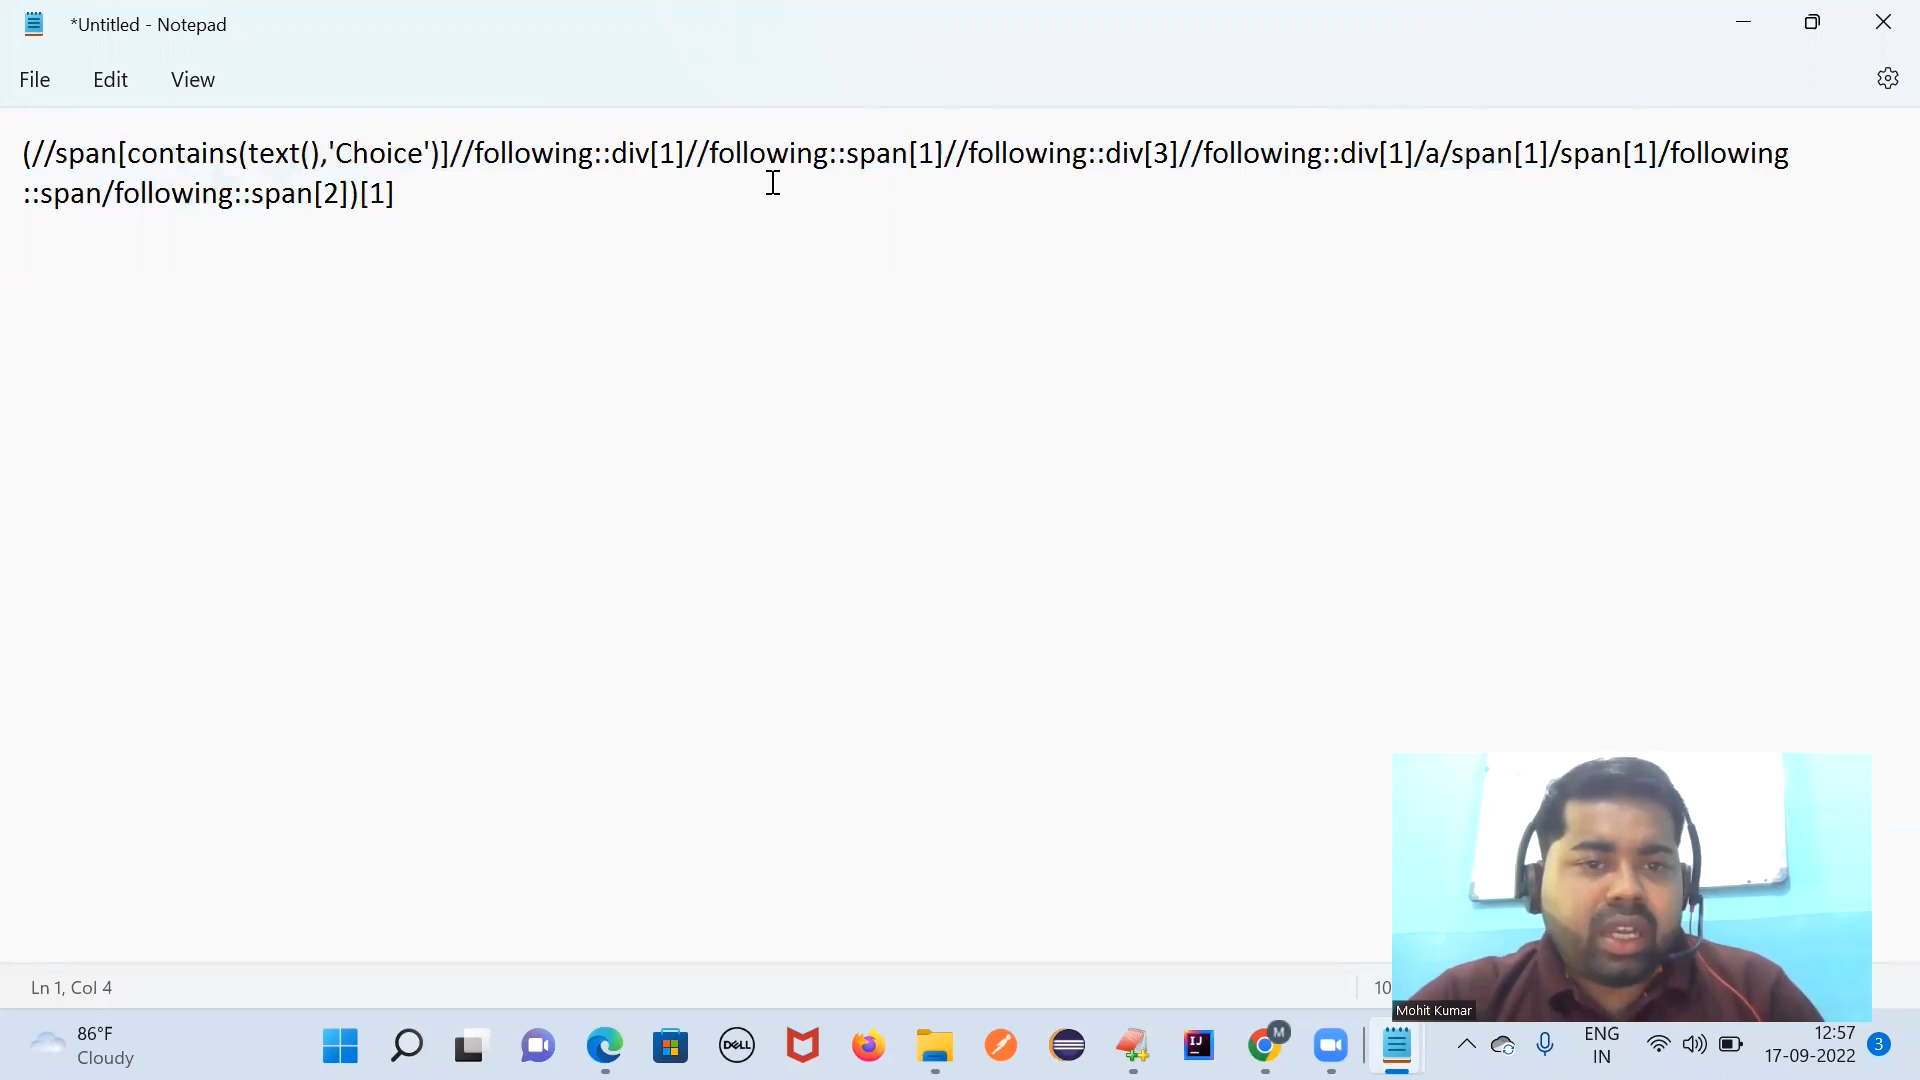 *Untitled - Notepad
File Edit View
(//span[contains(text(),'Choice')]//following::div[1]//following::span[1]//following::div[3]//following::div[1]/a/span[1]/span[1]/following
::span/following::span[2])[1]
Ln 1, Col 4
10
Mohit Kumar
86°F
Cloudy
DELL
IJ
M
ENG
IN
12:57
17-09-2022
3